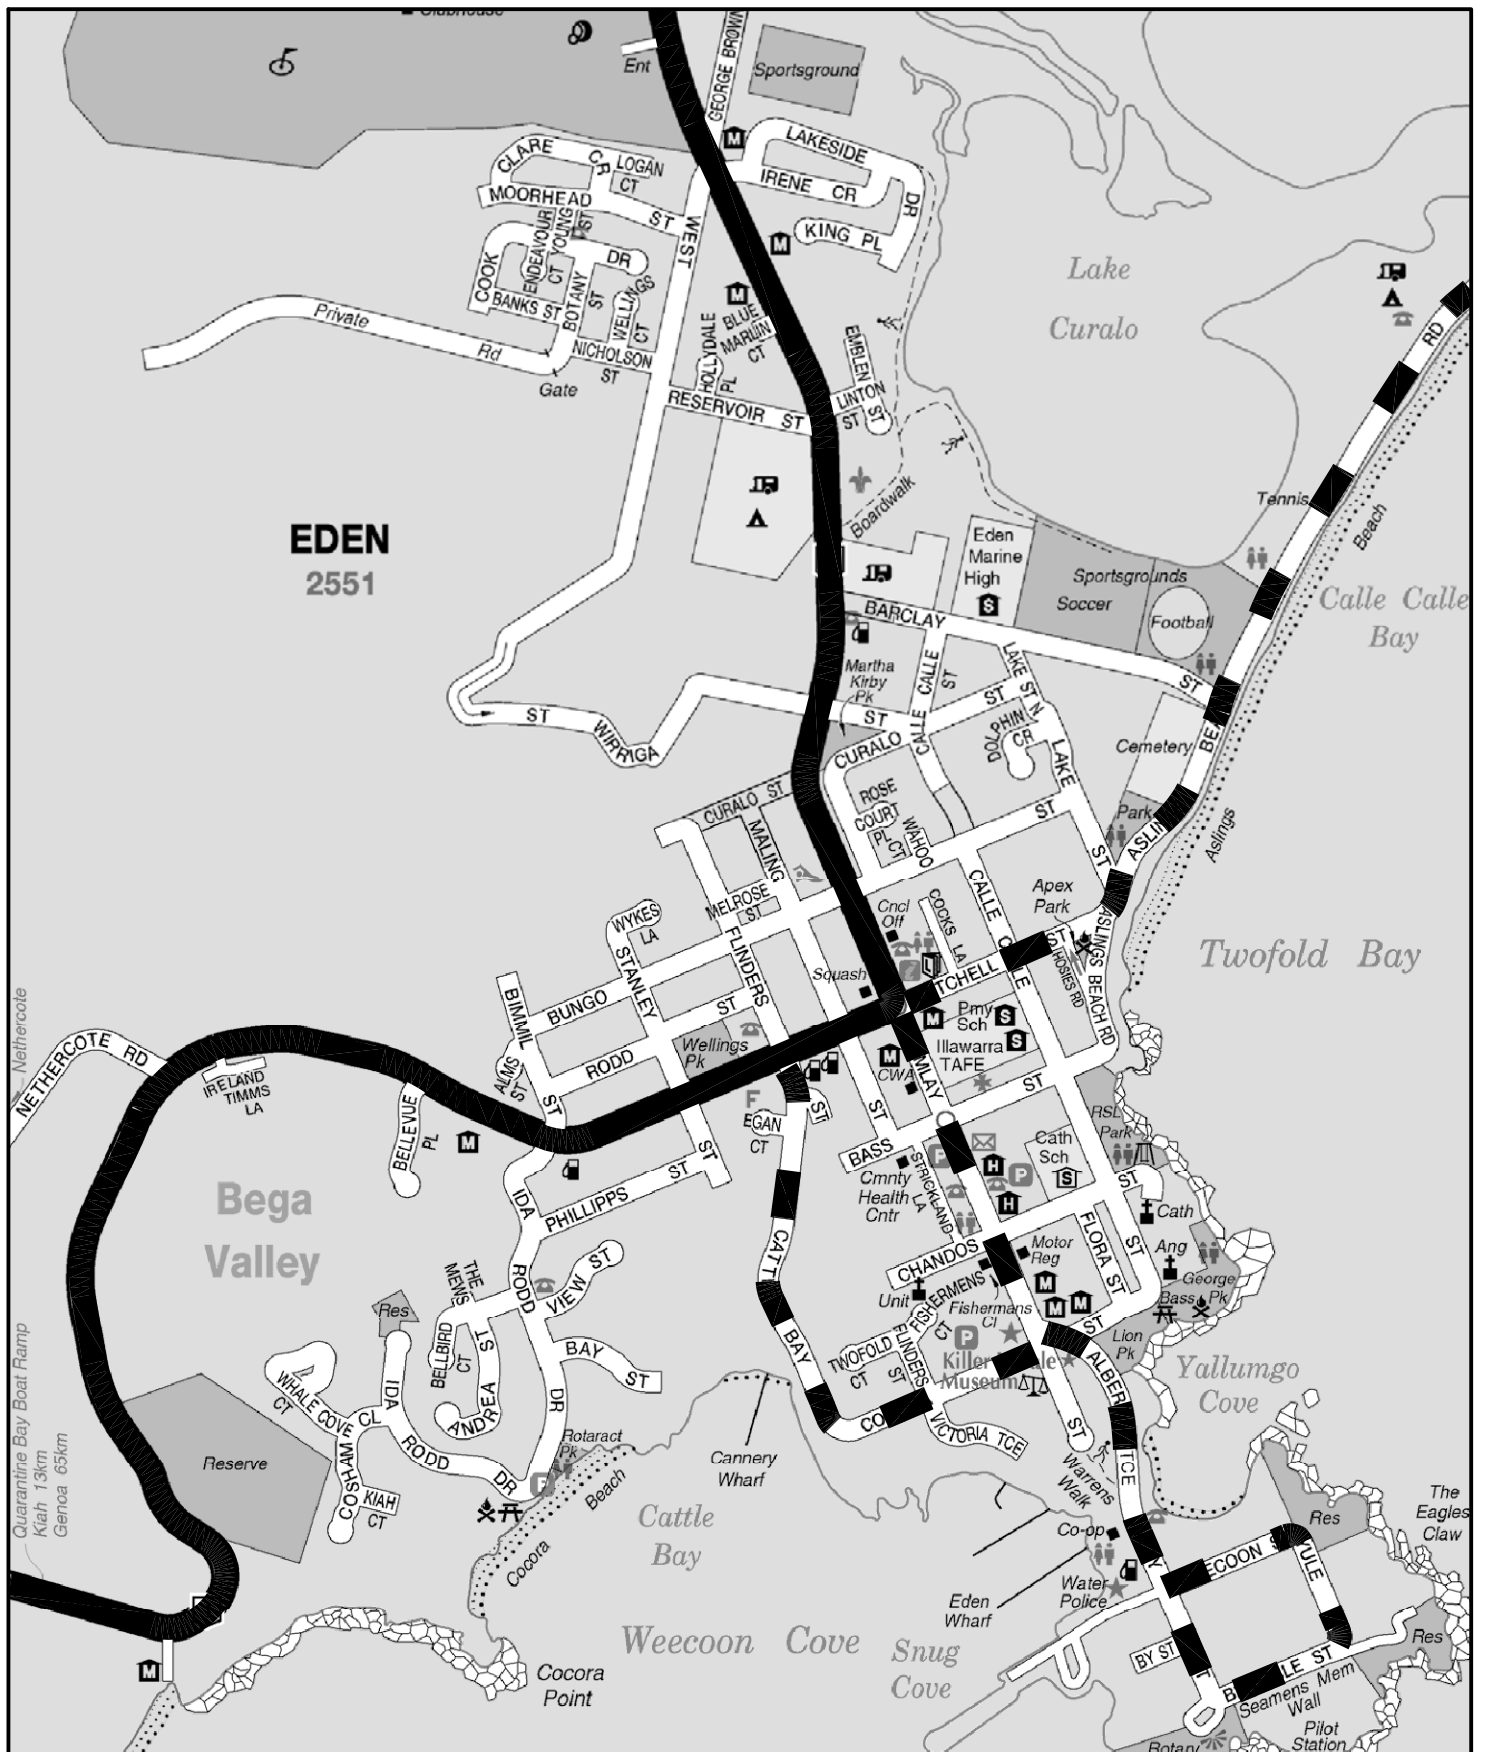 Ent
GEORGE BROWN
Sportsground
CLARE
CR
LOGAN
CT
MOORHEAD
ST
LAKESIDE
IRENE CR
DR
KING PL
WEST
COOK
ENDEAVOUR
CT
YOUNG
ST
DR
BANKS ST
BOTANY
ST
WELLINGS
CT
NICHOLSON
ST
Private
Rd
Gate
HOLLYDALE
PL
BLUE
MARLIN
CT
EMBLEN
LINTON
ST
ST
RESERVOIR ST
Lake
Curalo
RD
EDEN
2551
Boardwalk
Eden
Marine
High
Sportsgrounds
Soccer
Football
Tennis
Beach
Calle Calle
Bay
BARCLAY
ST
Martha
Kirby
Pk
CALLE CALLE
ST
LAKE ST N
ST
DOLPHIN
CR
LAKE
ST
Cemetery
ST
WIRRIGA
ST
CURALO
CURALO ST
MALING
ROSE
COURT
PL
WAHOO
CT
ST
Park
Aslings
MELROSE
ST
WYKES
LA
STANLEY
FLINDERS
ST
BUNGO
BIMMIL
ST
RODD
ALMS
ST
Wellings
Pk
Squash
Cncl
Off
COCKS LA
CALLE
Apex
Park
ST
HOSIES RD
ASLINGS BEACH RD
Twofold Bay
Pmy
Sch
Illawarra
TAFE
CWA
ST
ST
BASS
EGAN
CT
ST
NETHERCOTE RD
Nethercote
IRELAND
TIMMS
LA
BELLEVUE
PL
Bega
Valley
IDA
PHILLIPPS ST
ST
RODD
VIEW ST
BAY
ST
DR
THE
MEWS
BELLBIRD
CT
ST
ANDREA
Res
IDA
WHALE COVE CL
CT
COSHAM
KIAH
CT
RODD
DR
Reserve
Rotaract
Pk
Beach
Cocora
Quarantine Bay Boat Ramp
Kiah 13km
Genoa 65km
Cmnty
Health
Cntr
STRICKLAND
LA
Cath
Sch
RSL
Park
ST
Cath
FLORA ST
ST
Ang
George
Bass Pk
Lion
Pk
ST
CHANDOS
Motor
Reg
Unit
FISHERMENS
CT
Fishermans
Cl
TWOFOLD
CT
FLINDERS
ST
Killer Whale
Museum
VICTORIA TCE
ST
CATT
BAY
Cannery
Wharf
Cattle
Bay
Yallumgo
Cove
TCE
Warrens
Walk
Co-op
Water
Police
Eden
Wharf
Res
The
Eagles
Claw
YULE
Res
Seamens Mem
Wall
Pilot
Station
Rotary
Weecoon Cove
Snug
Cove
Cocora
Point